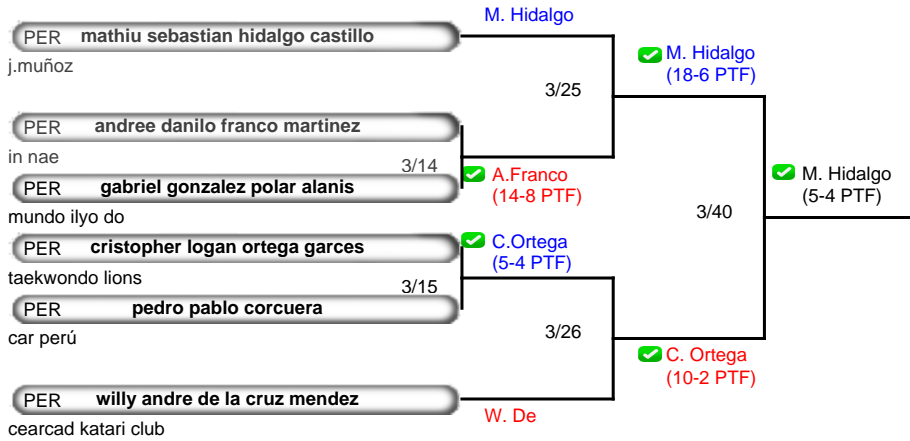 M. Hidalgo
PER mathiu sebastian hidalgo castillo
j.muñoz
M. Hidalgo
(18-6 PTF)
3/25
PER andree danilo franco martinez
in nae
3/14
A.Franco
(14-8 PTF)
M. Hidalgo
(5-4 PTF)
PER gabriel gonzalez polar alanis
mundo ilyo do
3/40
PER cristopher logan ortega garces
taekwondo lions
C.Ortega
(5-4 PTF)
3/15
PER pedro pablo corcuera
car perú
3/26
C. Ortega
(10-2 PTF)
PER willy andre de la cruz mendez
cearcad katari club
W. De